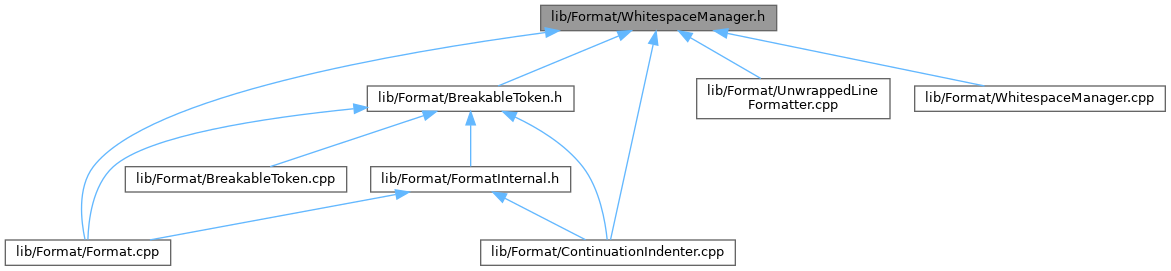 lib/Format/WhitespaceManager.h
lib/Format/BreakableToken.h
lib/Format/UnwrappedLine
Formatter.cpp
lib/Format/WhitespaceManager.cpp
lib/Format/BreakableToken.cpp
lib/Format/FormatInternal.h
lib/Format/Format.cpp
lib/Format/ContinuationIndenter.cpp